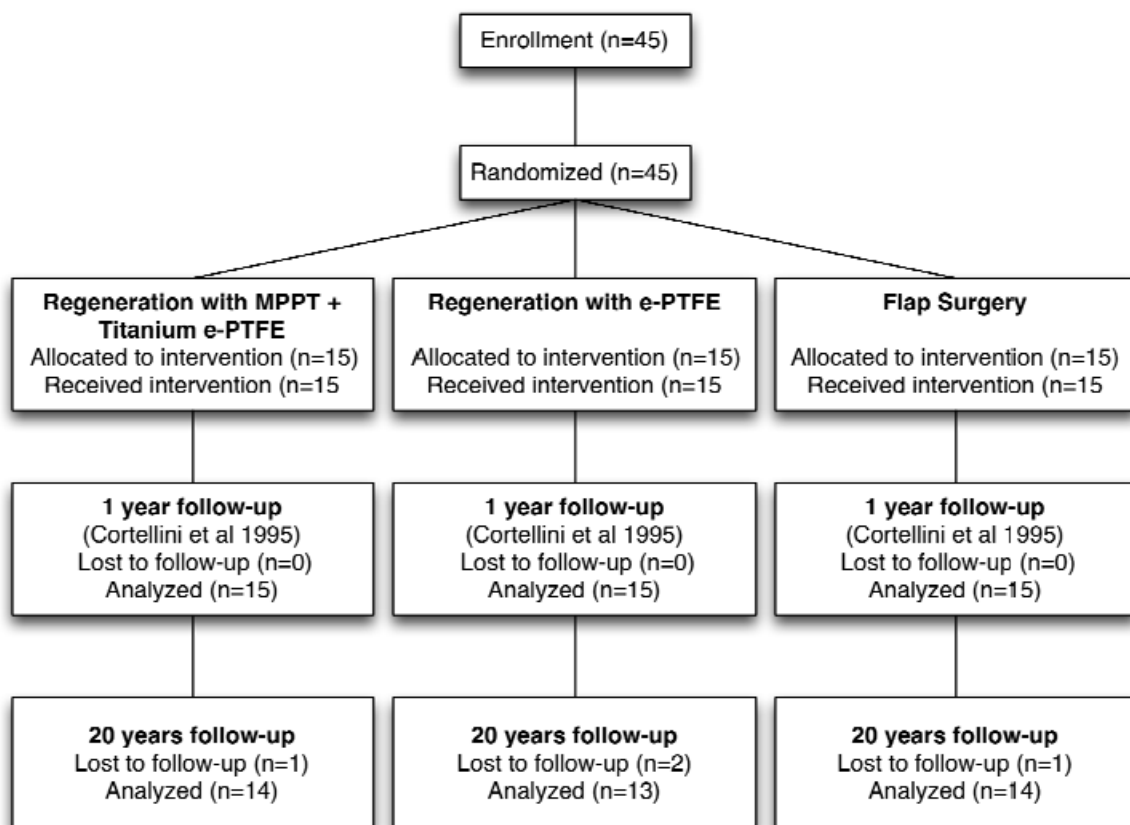 Enrollment (n=45)
Randomized (n=45)
Regeneration with MPPT +
Titanium e-PTFE
Allocated to intervention (n=15)
Received intervention (n=15
Regeneration with e-PTFE
Allocated to intervention (n=15)
Received intervention (n=15
Flap Surgery
Allocated to intervention (n=15)
Received intervention (n=15
1 year follow-up
(Cortellini et al 1995)
Lost to follow-up (n=0)
Analyzed (n=15)
1 year follow-up
(Cortellini et al 1995)
Lost to follow-up (n=0)
Analyzed (n=15)
1 year follow-up
(Cortellini et al 1995)
Lost to follow-up (n=0)
Analyzed (n=15)
20 years follow-up
Lost to follow-up (n=1)
Analyzed (n=14)
20 years follow-up
Lost to follow-up (n=2)
Analyzed (n=13)
20 years follow-up
Lost to follow-up (n=1)
Analyzed (n=14)